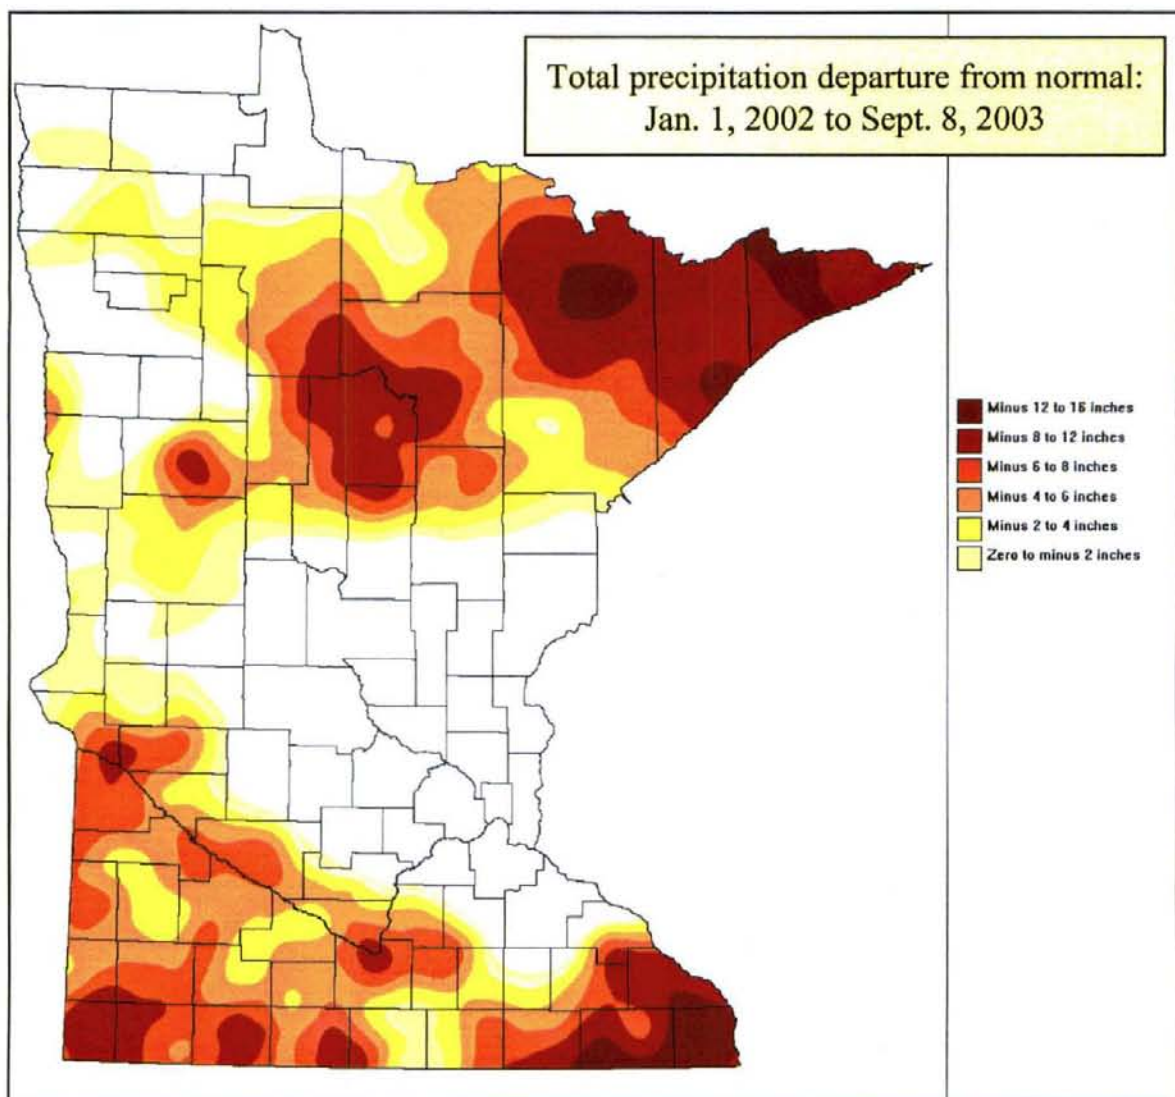 Total precipitation departure from normal:
Jan. 1, 2002 to Sept. 8, 2003
Minus 12 to 16 inches
Minus 8 to 12 inches
Minus 6 to 8 inches
Minus 4 to 6 inches
Minus 2 to 4 inches
Zero to minus 2 inches